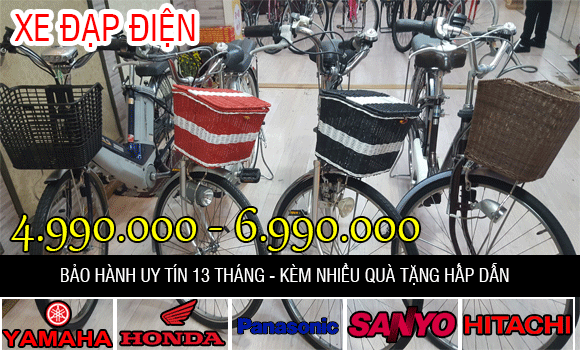 XE ĐẠP ĐIỆN
4.990.000 - 6.990.000
BẢO HÀNH UY TÍN 13 THÁNG - KÈM NHIỀU QUÀ TẶNG HẤP DẪN
YAMAHA HONDA Panasonic SANYO HITACHI